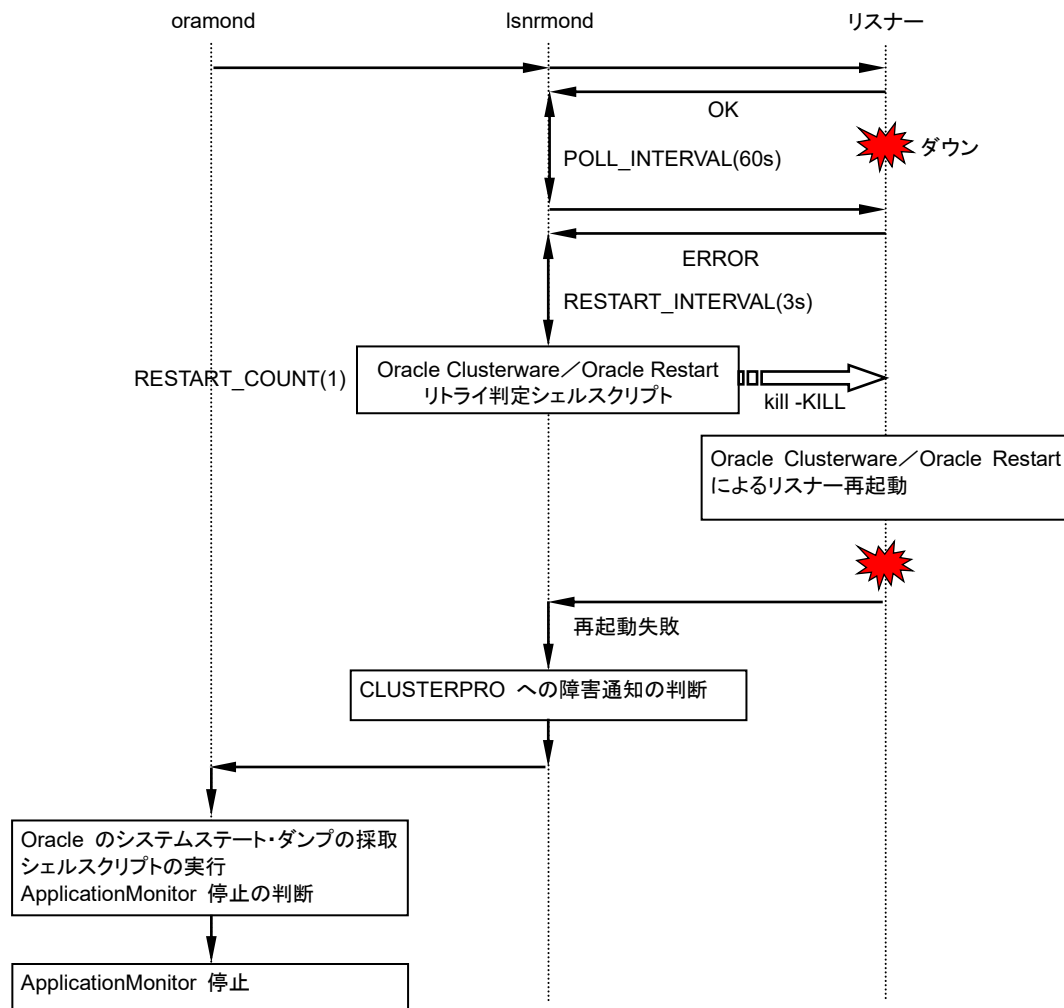 oramond
lsnrmond
リスナー
OK
ダウン
POLL_INTERVAL(60s)
ERROR
RESTART_INTERVAL(3s)
RESTART_COUNT(1)
Oracle Clusterware／Oracle Restart
リトライ判定シェルスクリプト
kill -KILL
Oracle Clusterware／Oracle Restart
によるリスナー再起動
再起動失敗
CLUSTERPRO への障害通知の判断
Oracle のシステムステート・ダンプの採取
シェルスクリプトの実行
ApplicationMonitor 停止の判断
ApplicationMonitor 停止